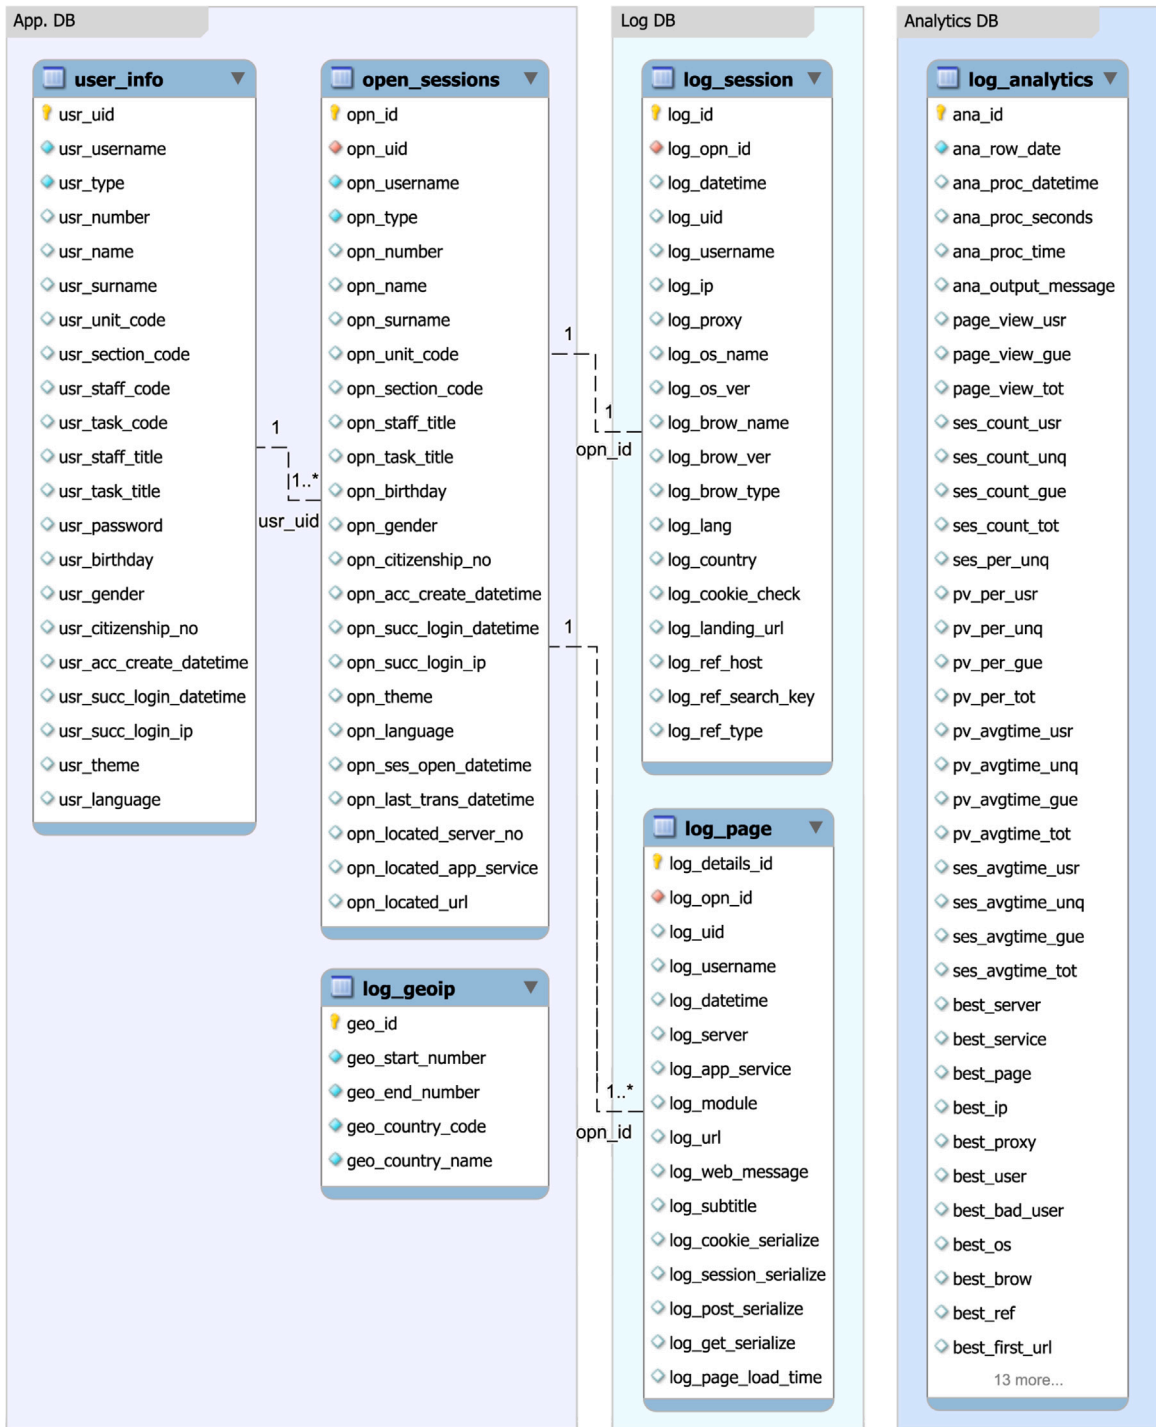 App. DB
user_info
usr_uid
usr_username
usr_type
usr_number
usr_name
usr_surname
usr_unit_code
usr_section_code
usr_staff_code
usr_task_code
usr_staff_title
usr_task_title
usr_password
usr_birthday
usr_gender
usr_citizenship_no
usr_acc_create_datetime
usr_succ_login_datetime
usr_succ_login_ip
usr_theme
usr_language
1
1..*
usr_uid
open_sessions
opn_id
opn_uid
opn_username
opn_type
opn_number
opn_name
opn_surname
opn_unit_code
opn_section_code
opn_staff_title
opn_task_title
opn_birthday
opn_gender
opn_citizenship_no
opn_acc_create_datetime
opn_succ_login_datetime
opn_succ_login_ip
opn_theme
opn_language
opn_ses_open_datetime
opn_last_trans_datetime
opn_located_server_no
opn_located_app_service
opn_located_url
log_geoip
geo_id
geo_start_number
geo_end_number
geo_country_code
geo_country_name
1
1
opn_id
1
1..*
opn_id
Log DB
log_session
log_id
log_opn_id
log_datetime
log_uid
log_username
log_ip
log_proxy
log_os_name
log_os_ver
log_brow_name
log_brow_ver
log_brow_type
log_lang
log_country
log_cookie_check
log_landing_url
log_ref_host
log_ref_search_key
log_ref_type
log_page
log_details_id
log_opn_id
log_uid
log_username
log_datetime
log_server
log_app_service
log_module
log_url
log_web_message
log_subtitle
log_cookie_serialize
log_session_serialize
log_post_serialize
log_get_serialize
log_page_load_time
Analytics DB
log_analytics
ana_id
ana_row_date
ana_proc_datetime
ana_proc_seconds
ana_proc_time
ana_output_message
page_view_usr
page_view_gue
page_view_tot
ses_count_usr
ses_count_unq
ses_count_gue
ses_count_tot
ses_per_unq
pv_per_usr
pv_per_unq
pv_per_gue
pv_per_tot
pv_avgtime_usr
pv_avgtime_unq
pv_avgtime_gue
pv_avgtime_tot
ses_avgtime_usr
ses_avgtime_unq
ses_avgtime_gue
ses_avgtime_tot
best_server
best_service
best_page
best_ip
best_proxy
best_user
best_bad_user
best_os
best_brow
best_ref
best_first_url
13 more...